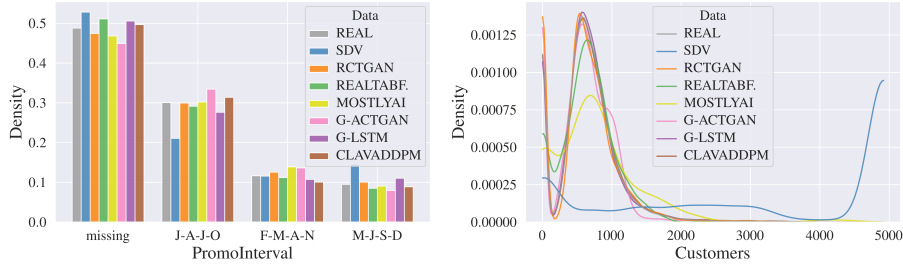 0.5
0.4
0.3
0.2
0.1
0.0
Density
missing
J-A-J-O
F-M-A-N
M-J-S-D
PromoInterval
Data
REAL
SDV
RCTGAN
REALTABF.
MOSTLYAI
G-ACTGAN
G-LSTM
CLAVADDPM
0.00125
0.00100
0.00075
0.00050
0.00025
0.00000
Density
0
1000
2000
3000
4000
5000
Customers
Data
REAL
SDV
RCTGAN
REALTABF.
MOSTLYAI
G-ACTGAN
G-LSTM
CLAVADDPM